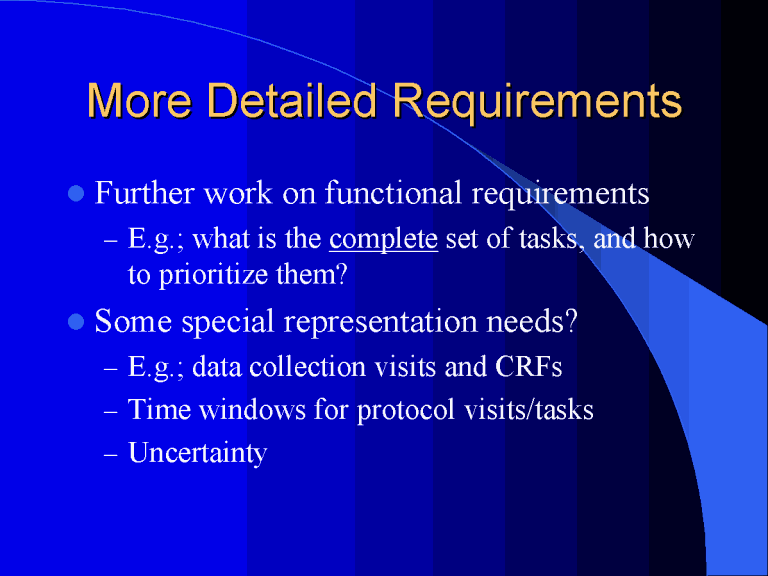 More Detailed Requirements
Further work on functional requirements
– E.g.; what is the complete set of tasks, and how
to prioritize them?
Some special representation needs?
– E.g.; data collection visits and CRFs
– Time windows for protocol visits/tasks
– Uncertainty